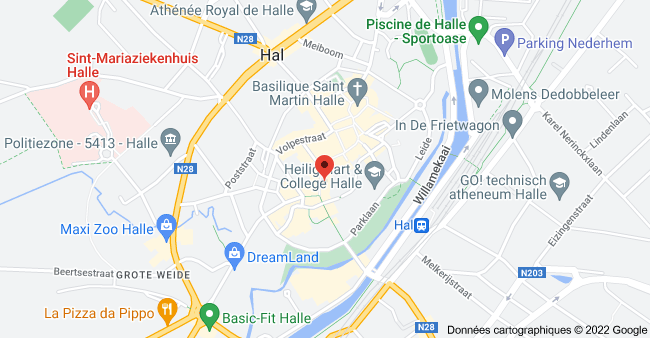 Athénée Royal de Halle
N28
Piscine de Halle
- Sportoase
Hal
Meiboom
Parking Nederhem
Sint-Mariaziekenhuis
Halle
H
Basilique Saint
Martin Halle
Molens Dedobbeleer
Karel Nerinckxlaan
Lindenlaan
In De Frietwagon
Politiezone - 5413 - Halle
Volpestraat
Leide
Willamekaai
N28
Poststraat
Heilig Hart &
College Halle
GO! technisch
atheneum Halle
Maxi Zoo Halle
Parklaan
Hal
Eizingenstraat
DreamLand
Beertsestraat
GROTE WEIDE
Melkerijstraat
N203
La Pizza da Pippo
Basic-Fit Halle
N28
Données cartographiques © 2022 Google